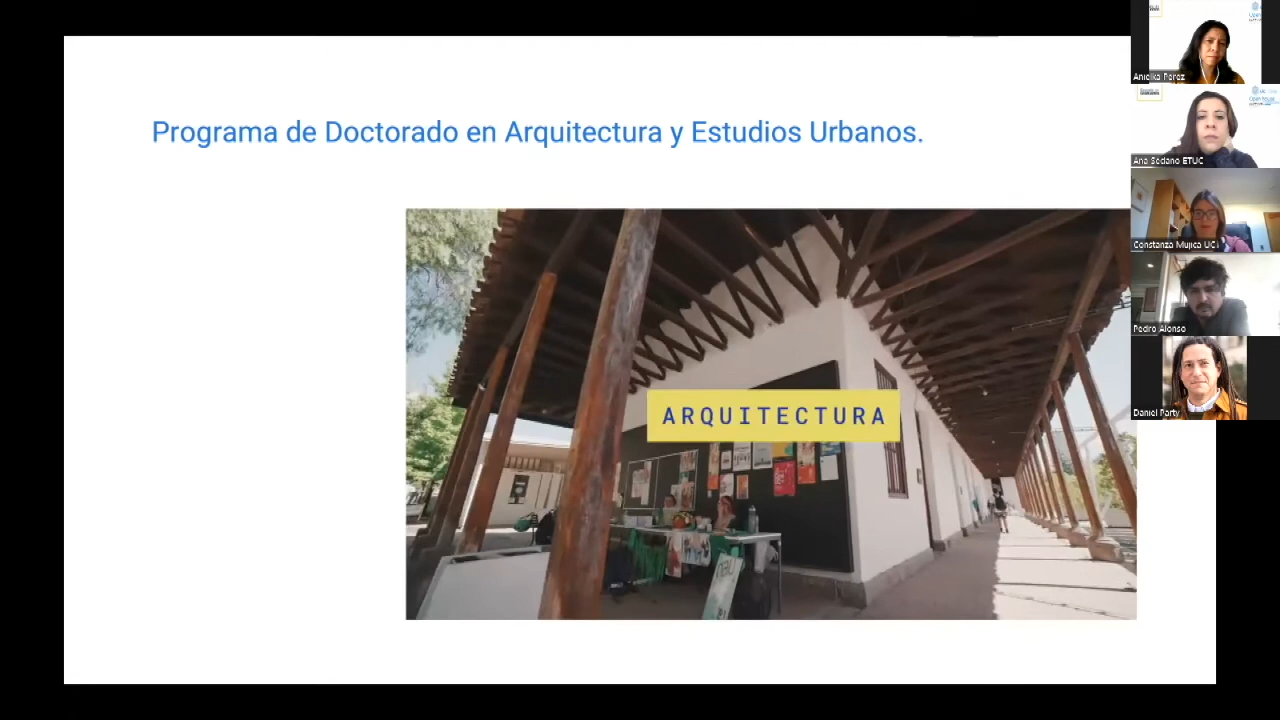 Programa de Doctorado en Arquitectura y Estudios Urbanos.
ARQUITECTURA
Anielka Perez
Ana Sedano ETUC
Constanza Mujica UC
Pedro Alonso
Daniel Party